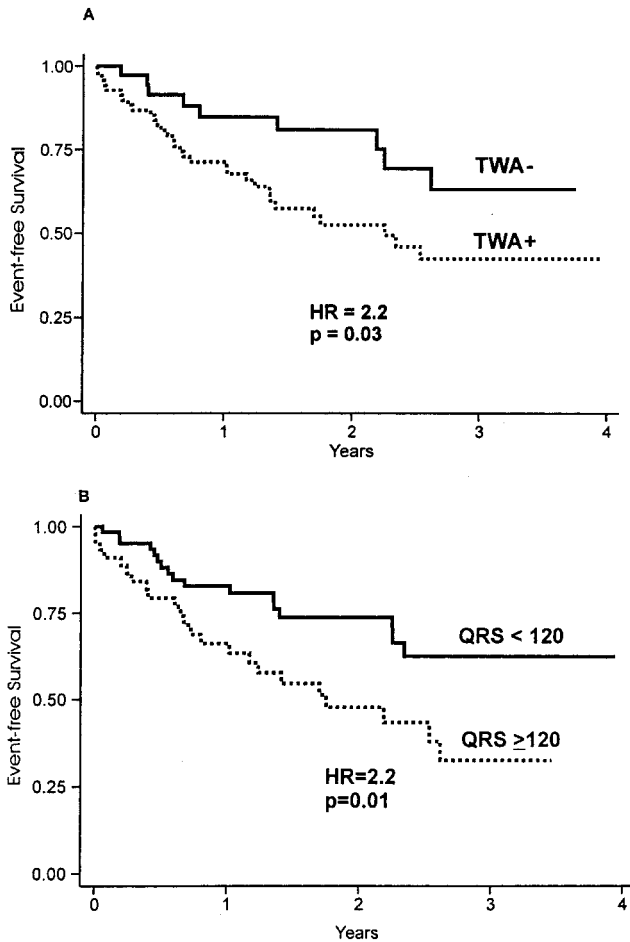 A
1.00
0.75
0.50
0.25
0.00
Event-free Survival
TWA-
TWA+
HR = 2.2
p = 0.03
0 1 2 3 4
Years
B
1.00
0.75
0.50
0.25
0.00
Event-free Survival
QRS < 120
QRS ≥120
HR=2.2
p=0.01
0 1 2 3 4
Years